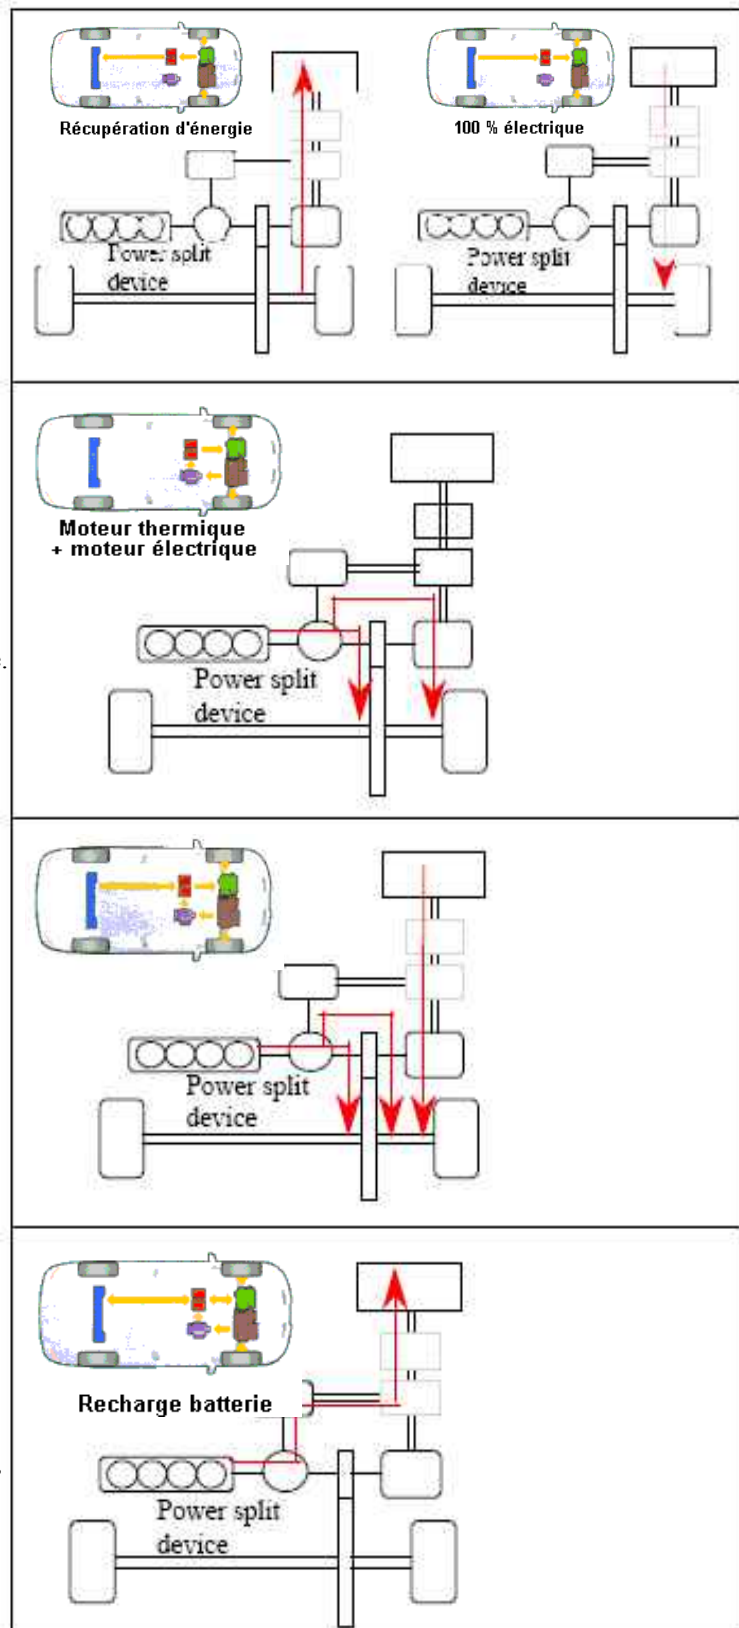 Récupération d'énergie
100 % électrique
Power split
device
Power split
device
Moteur thermique
+ moteur électrique
Power split
device
Power split
device
Recharge batterie
Power split
device